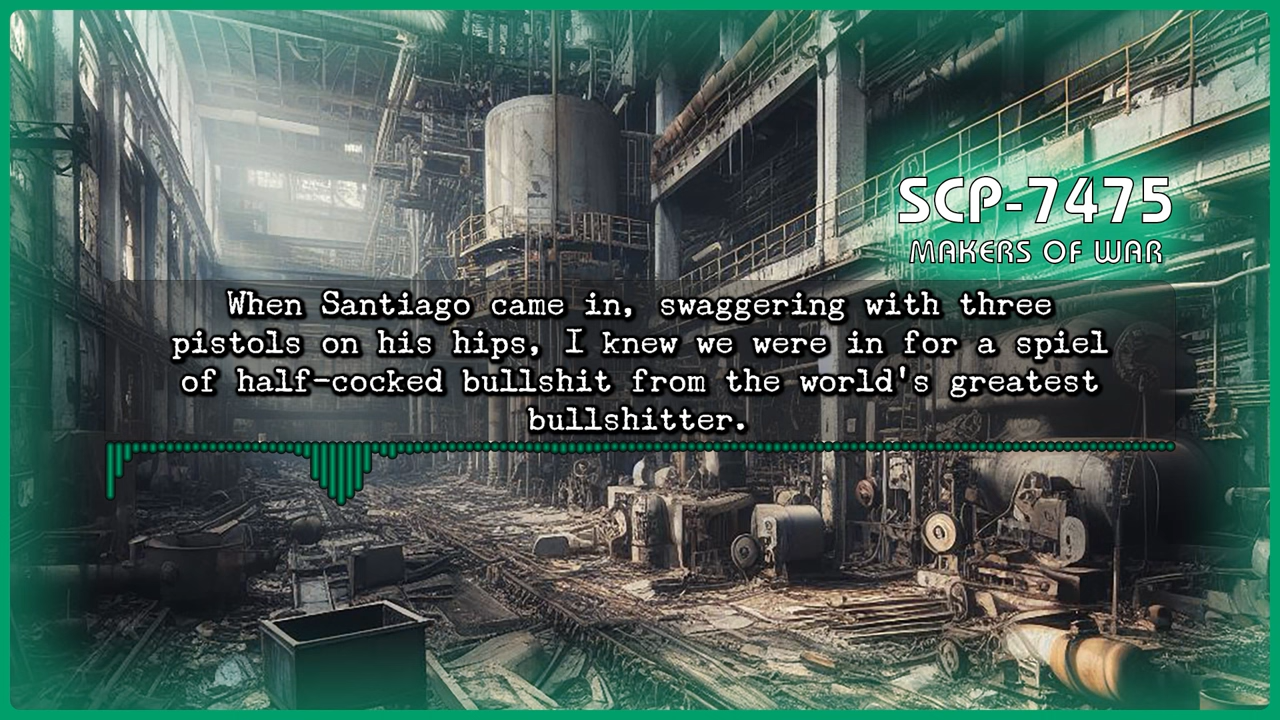 SCP-7475
MAKERS OF WAR
When Santiago came in, swaggering with three
pistols on his hips, I knew we were in for a spiel
of half-cocked bullshit from the world's greatest
bullshitter.